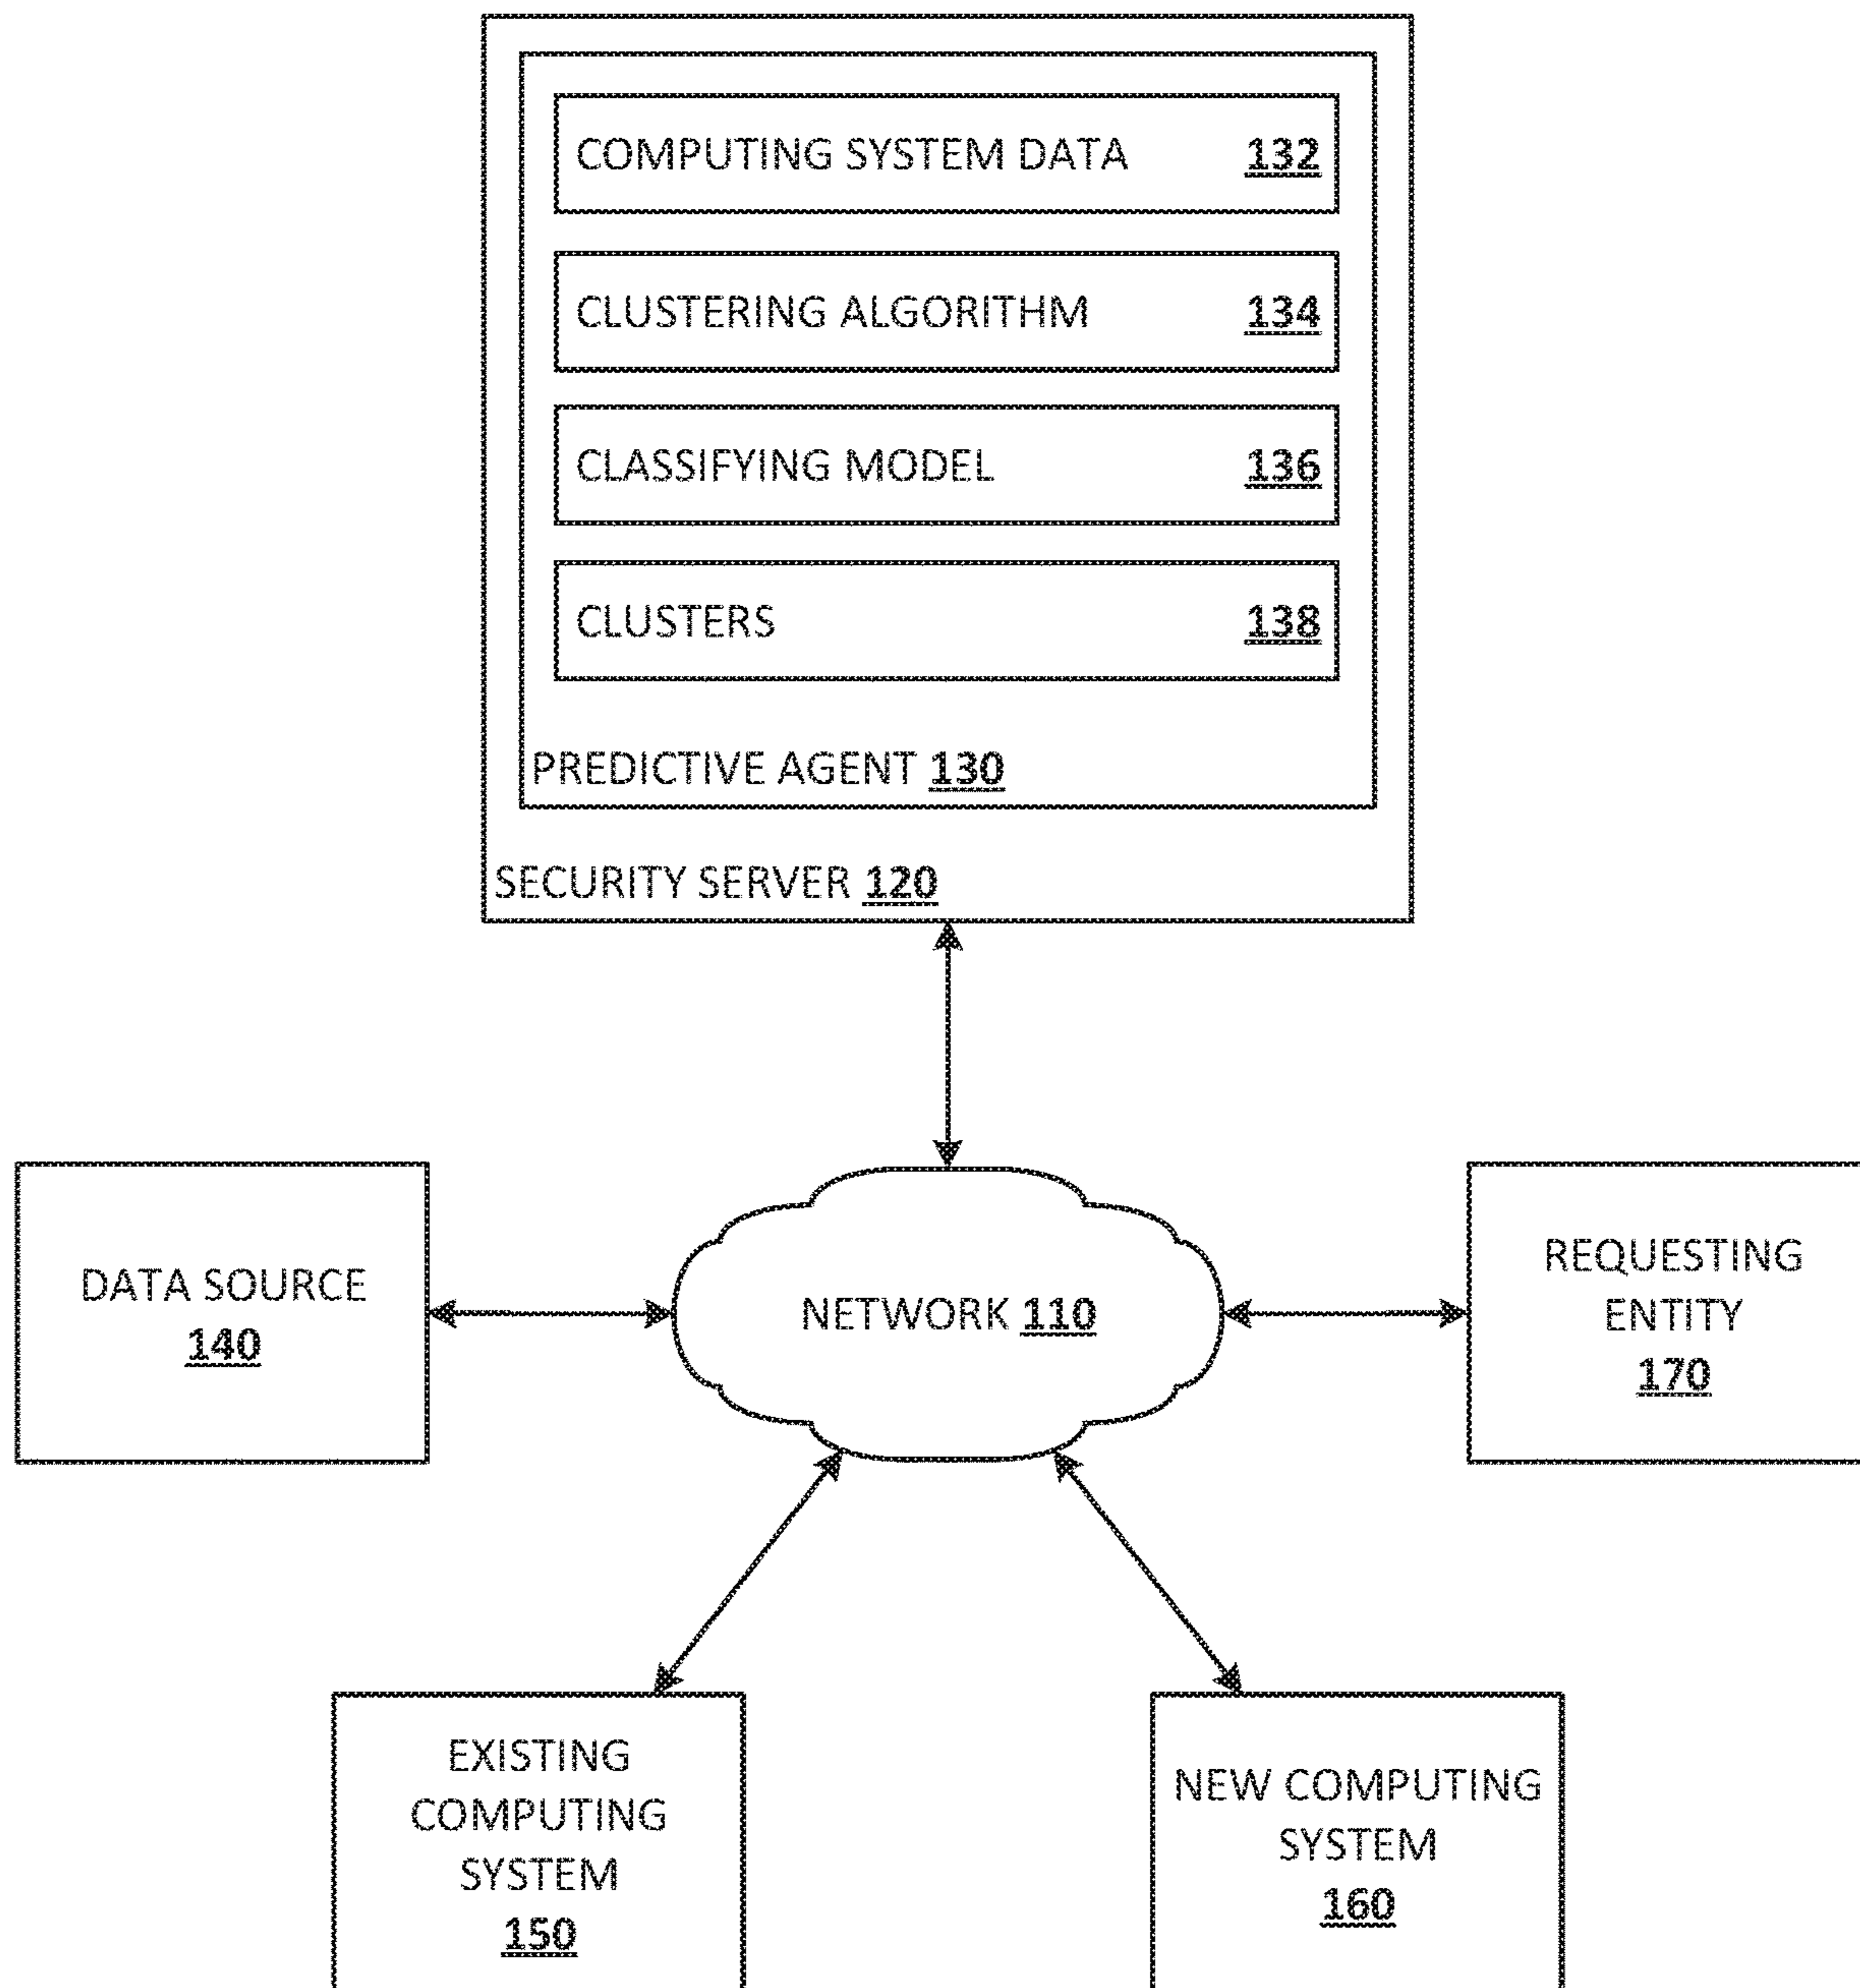 COMPUTING SYSTEM DATA 132
CLUSTERING ALGORITHM 134
CLASSIFYING MODEL 136
CLUSTERS 138
PREDICTIVE AGENT 130
SECURITY SERVER 120
DATA SOURCE
140
NETWORK 110
REQUESTING
ENTITY
170
EXISTING
COMPUTING
SYSTEM
150
NEW COMPUTING
SYSTEM
160